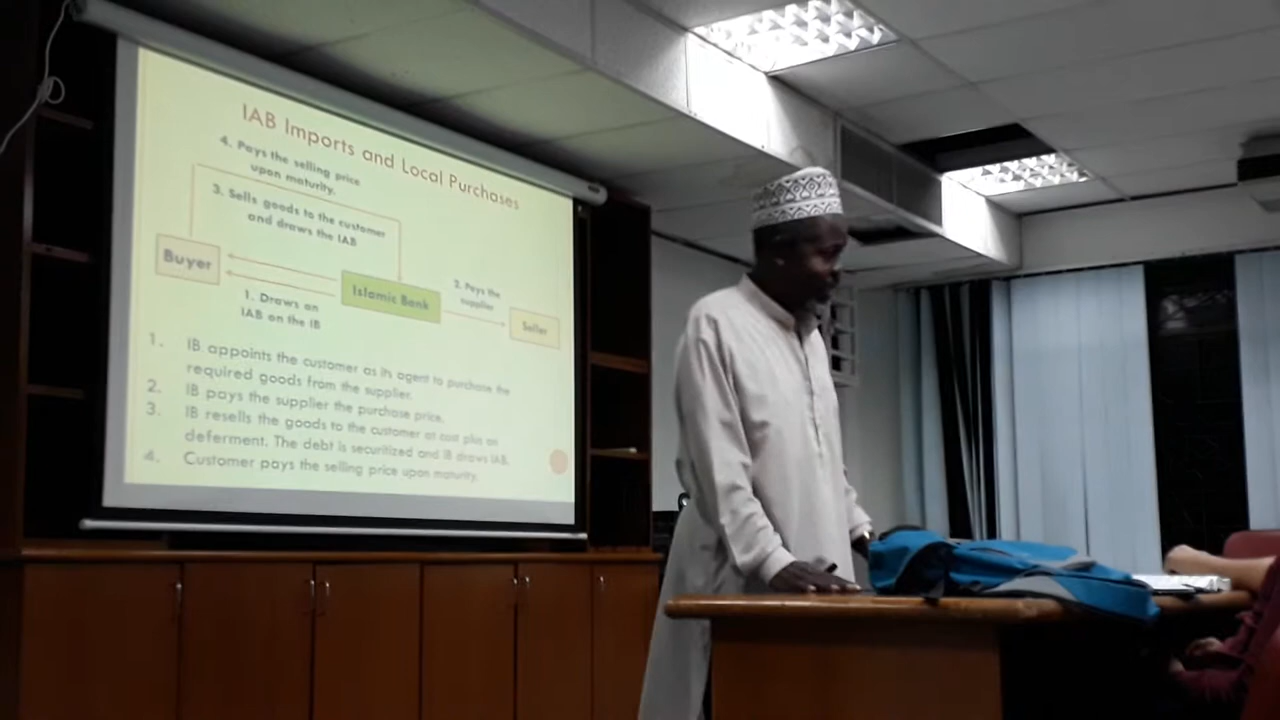 IAB Imports and Local Purchases
4. Pays the selling price
upon maturity.
3. Sells goods to the customer
and draws the IAB
Buyer
Islamic Bank
2. Pays the
supplier
Seller
1. Draws an
IAB on the IB
1. IB appoints the customer as its agent to purchase the
required goods from the supplier.
2. IB pays the supplier the purchase price.
3. IB resells the goods to the customer at cost plus on
deferment. The debt is securitized and IB draws IAB.
4. Customer pays the selling price upon maturity.